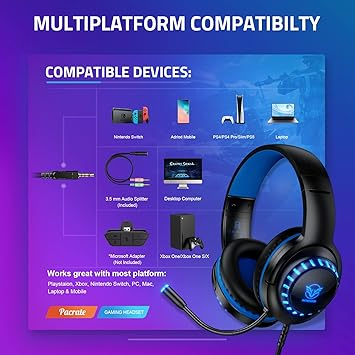 MULTIPLATFORM COMPATIBILTY
COMPATIBLE DEVICES:
Nintendo Switch
Adried Mobile
PS4/PS4 Pro/Slim/PS5
Laptop
3.5 mm Audio Splitter
(Included)
Desktop Computer
*Microsoft Adapter
(Not Included)
Xbox One/Xbox One S/X
Works great with most platform:
Playstaion, Xbox, Nintendo Switch, PC, Mac,
Laptop & Mobile
Pacrate
GAMING HEADSET